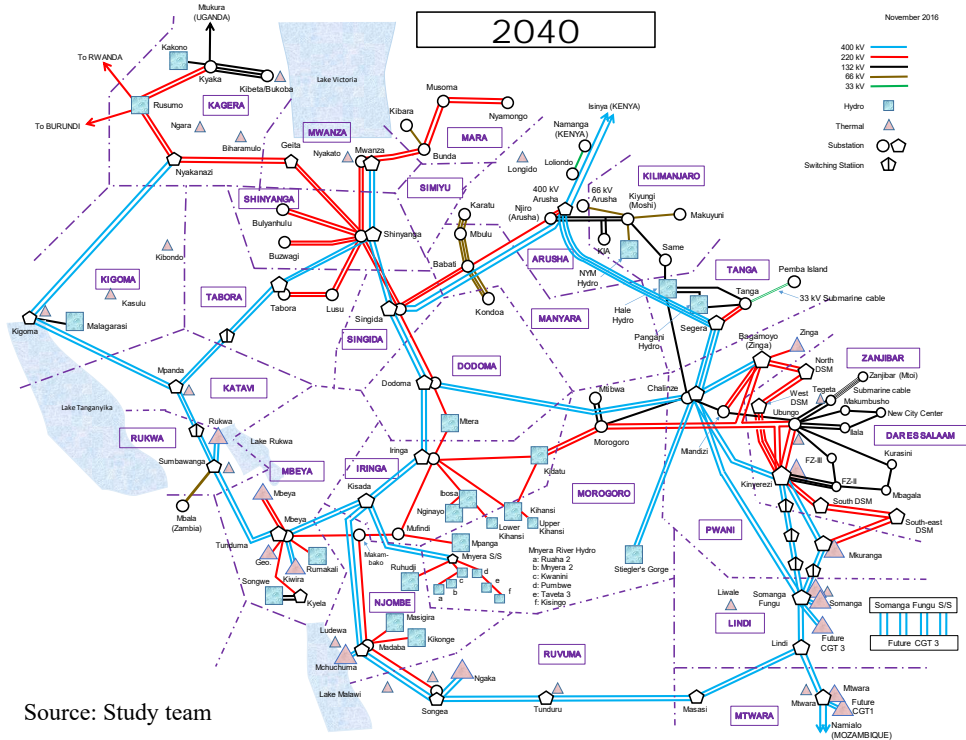 2040
November 2016
400 kV
220 kV
132 kV
66 kV
33 kV
Hydro
Thermal
Substation
Switching Statiion
Mtukura
(UGANDA)
To RWANDA
Kakono
Kyaka
Kibeta/Bukoba
Rusumo
KAGERA
To BURUNDI
Ngara
Biharamulo
Nyakanazi
Geita
Lake Victoria
MWANZA
Nyakato
Mwanza
Kibara
Musoma
Nyamongo
MARA
Bunda
SIMIYU
SHINYANGA
Bulyanhulu
Buzwagi
Shinyanga
Isinya (KENYA)
Namanga
(KENYA)
Loliondo
Longido
400 kV
Arusha
Njiro
(Arusha)
66 kV
Arusha
Kiyungi
(Moshi)
KILIMANJARO
Makuyuni
KIA
ARUSHA
NYM
Hydro
Same
Karatu
Mbulu
Babati
Kondoa
MANYARA
Hale
Hydro
Pangani
Hydro
TANGA
Tanga
Pemba Island
33 kV Submarine cable
Segera
Kibondo
KIGOMA
Kasulu
Malagarasi
Kigoma
TABORA
Tabora
Lusu
Singida
SINGIDA
DODOMA
Dodoma
Bagamoyo
(Zinga)
Zinga
North
DSM
ZANJIBAR
Zanjibar (Mtoi)
Tegeta
Submarine cable
Makumbusho
West
DSM
Ubungo
New City Center
Ilala
DARESSALAAM
Kurasini
Mtibwa
Chalinze
Mandizi
Morogoro
Kinyerezi
FZ-III
FZ-II
Mbagala
South DSM
South-east
DSM
Mkuranga
PWANI
Mpanda
KATAVI
Lake Tanganyika
RUKWA
Rukwa
Lake Rukwa
Sumbawanga
Mbala
(Zambia)
MBEYA
Mbeya
Mbeya
IRINGA
Iringa
Mtera
Kidatu
Kisada
Ibosa
Nginayo
Lower
Kihansi
Kihansi
Upper
Kihansi
MOROGORO
Tunduma
Geo.
Kiwira
Rumakali
Songwe
Kyela
Makam-
bako
Mufindi
Mpanga
Mnyera S/S
Ruhudji
a
b
c
d
e
f
Mnyera River Hydro
a: Ruaha 2
b: Mnyera 2
c: Kwanini
d: Pumbwe
e: Taveta 3
f: Kisingo
Stiegler's Gorge
NJOMBE
Masigira
Kikonge
Ludewa
Madaba
Mchuchuma
Lake Malawi
Ngaka
Songea
RUVUMA
Tunduru
Masasi
Liwale
Somanga
Fungu
Somanga
LINDI
Future
CGT 3
Lindi
Somanga Fungu S/S
Future CGT 3
MTWARA
Mtwara
Mtwara
Future
CGT1
Namialo
(MOZAMBIQUE)
Source: Study team